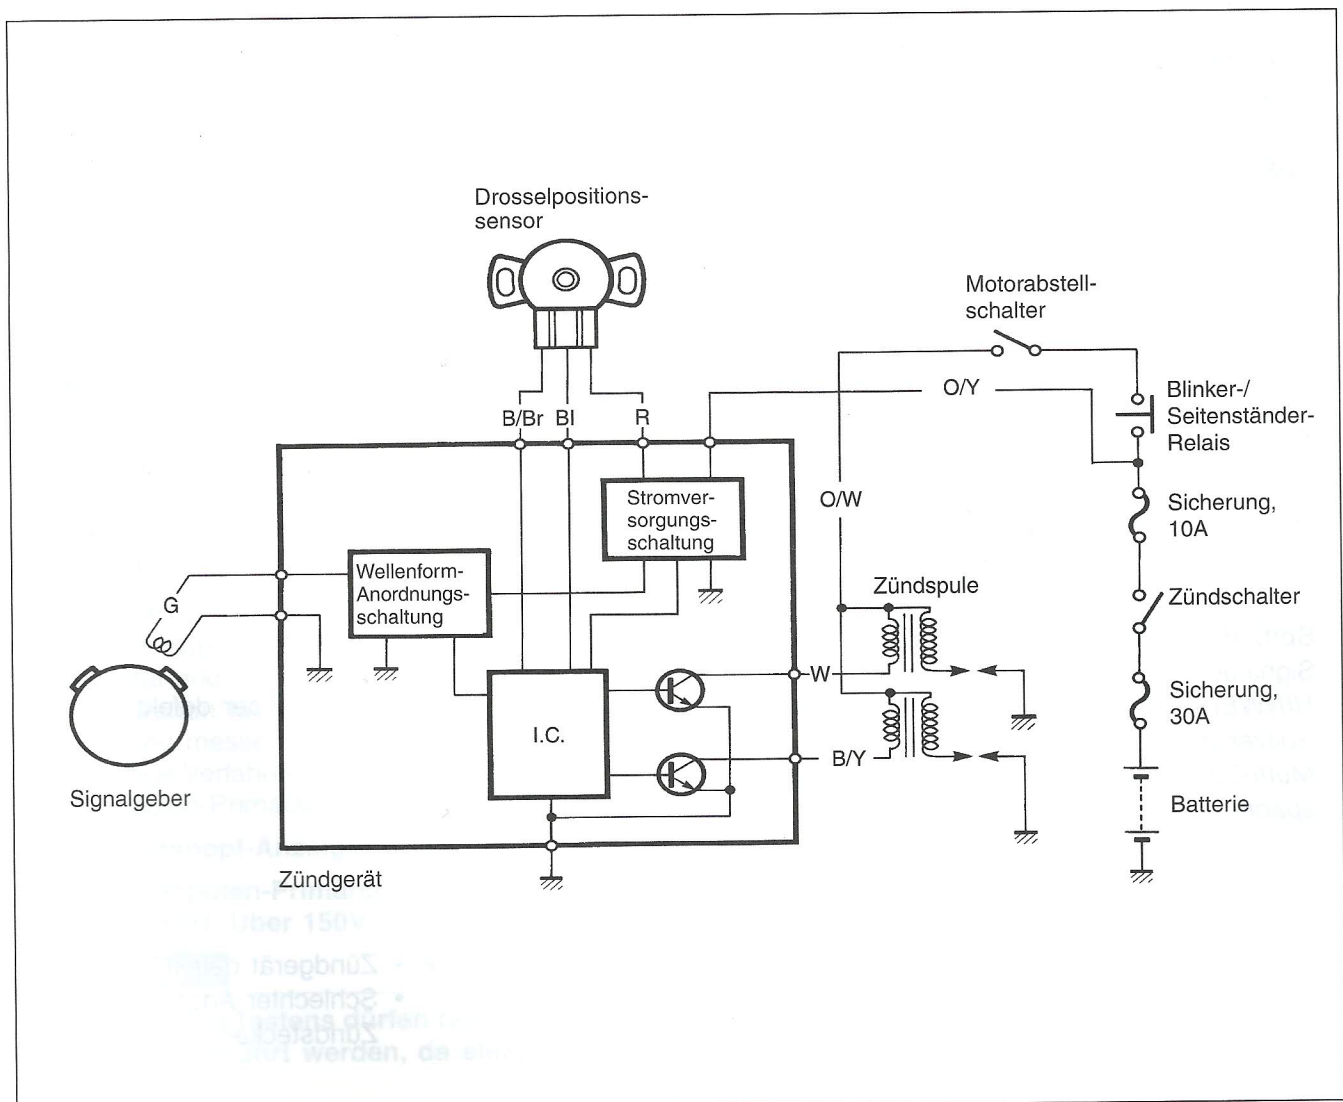 Drosselpositions-
sensor
Motorabstell-
schalter
O/Y
Blinker-/
Seitenständer-
Relais
B/Br Bl R
Stromver-
sorgungs-
schaltung
O/W
Sicherung,
10A
Wellenform-
Anordnungs-
schaltung
Zündspule
Zündschalter
G
W
Sicherung,
30A
I.C.
B/Y
Signalgeber
Batterie
Zündgerät